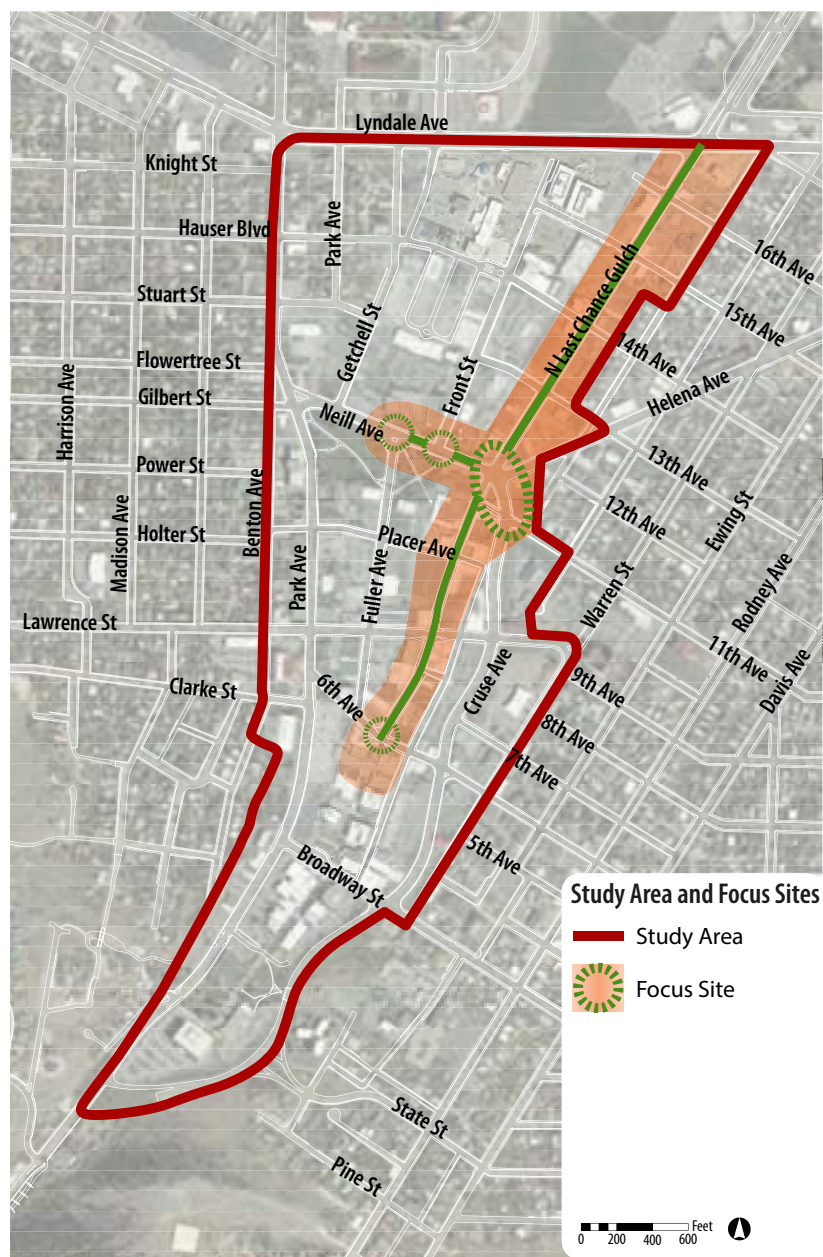 Lyndale Ave
Knight St
Park Ave
Hauser Blvd
16th Ave
N Last Chance Gulch
Stuart St
15th Ave
Getchell St
14th Ave
Flowertree St
Front St
Helena Ave
Harrison Ave
Gilbert St
Neill Ave
13th Ave
Power St
12th Ave
Ewing St
Madison Ave
Benton Ave
Holter St
Placer Ave
Park Ave
Fuller Ave
Warren St
Rodney Ave
Lawrence St
11th Ave
Cruse Ave
9th Ave
Davis Ave
Clarke St
6th Ave
8th Ave
7th Ave
5th Ave
Broadway St
State St
Pine St
Study Area and Focus Sites
Study Area
Focus Site
Feet
0 200 400 600